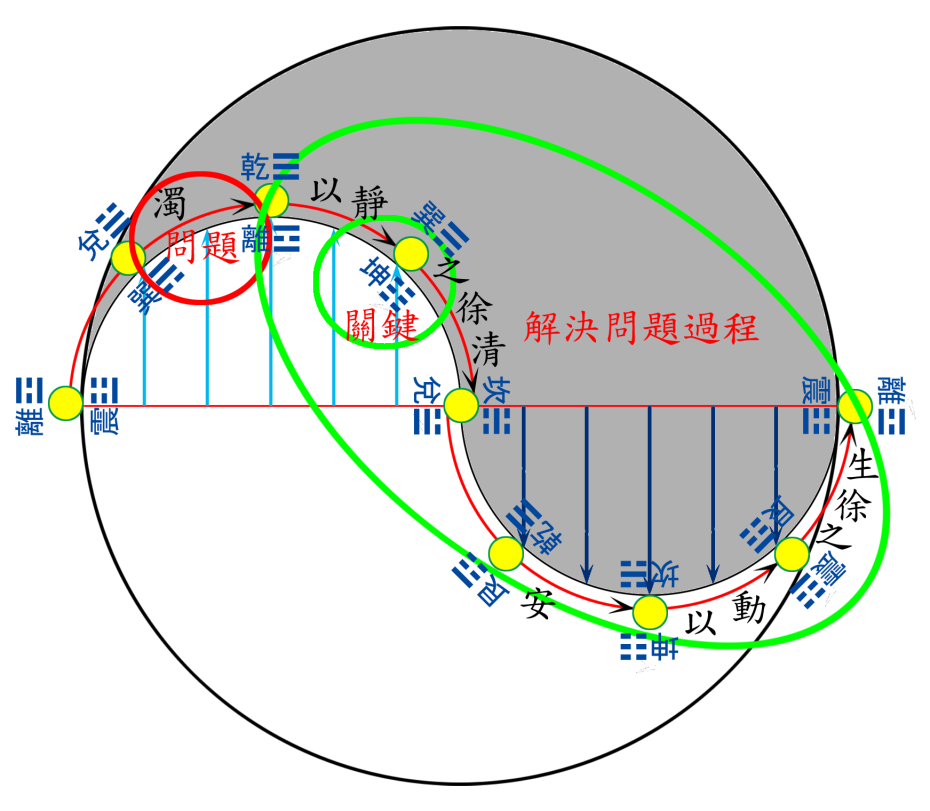 乾
濁
以靜
兌
問題
離
巽
巽
坤
之
徐
關鍵
清
解決問題過程
離
震
兌
坎
震
離
生
徐
之
乾
艮
艮
安
坎
坤
以動
震